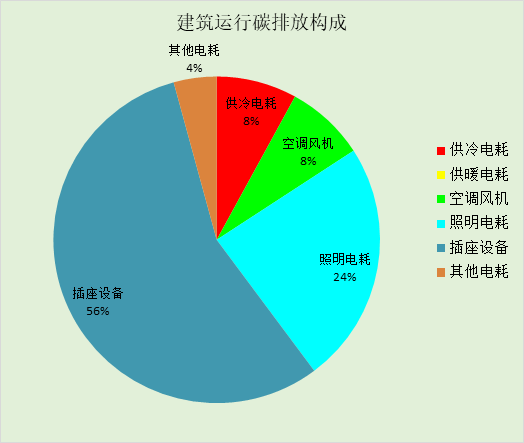 建筑运行碳排放构成
其他电耗
4%
供冷电耗
8%
空调风机
8%
照明电耗
24%
插座设备
56%
供冷电耗
供暖电耗
空调风机
照明电耗
插座设备
其他电耗